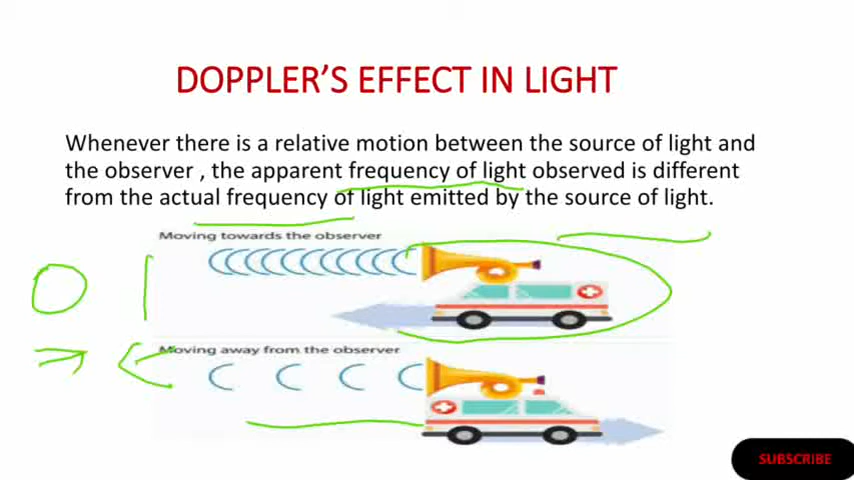 DOPPLER'S EFFECT IN LIGHT
Whenever there is a relative motion between the source of light and
the observer , the apparent frequency of light observed is different
from the actual frequency of light emitted by the source of light.
Moving towards the observer
Moving away from the observer
SUBSCRIBE